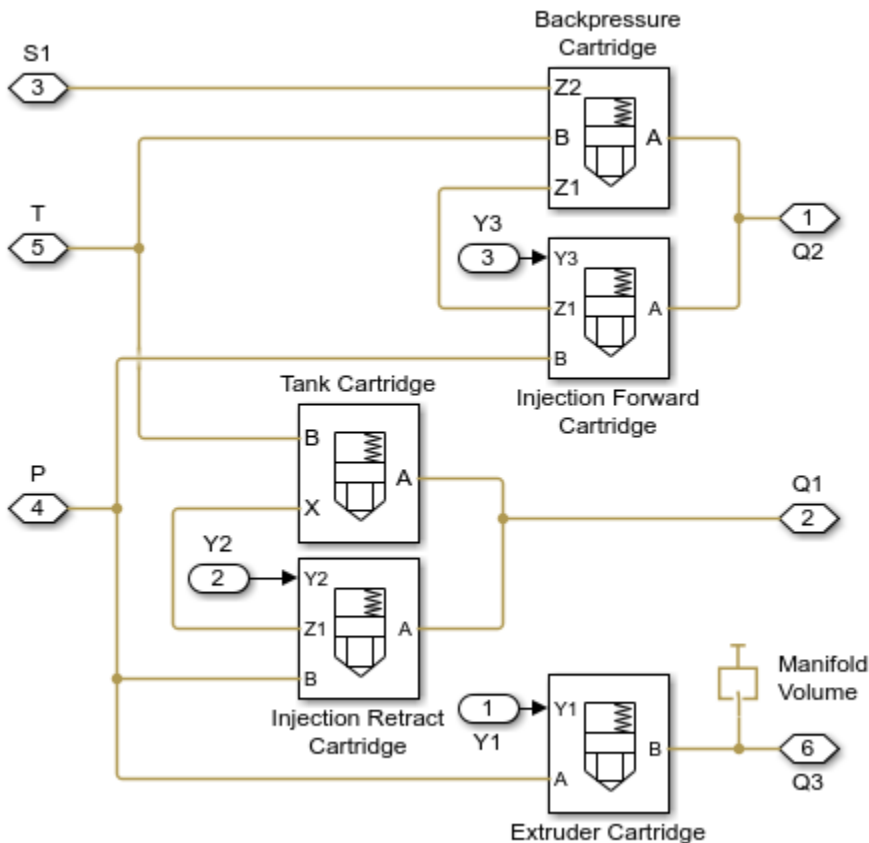 Backpressure
Cartridge
S1
3
Z2
B
A
Z1
T
5
1
Q2
Y3
3
Y3
Z1
A
B
Injection Forward
Cartridge
Tank Cartridge
B
A
X
P
4
Q1
2
Y2
2
Y2
Z1
A
B
Injection Retract
Cartridge
Manifold
Volume
1
Y1
Y1
B
A
6
Q3
Extruder Cartridge